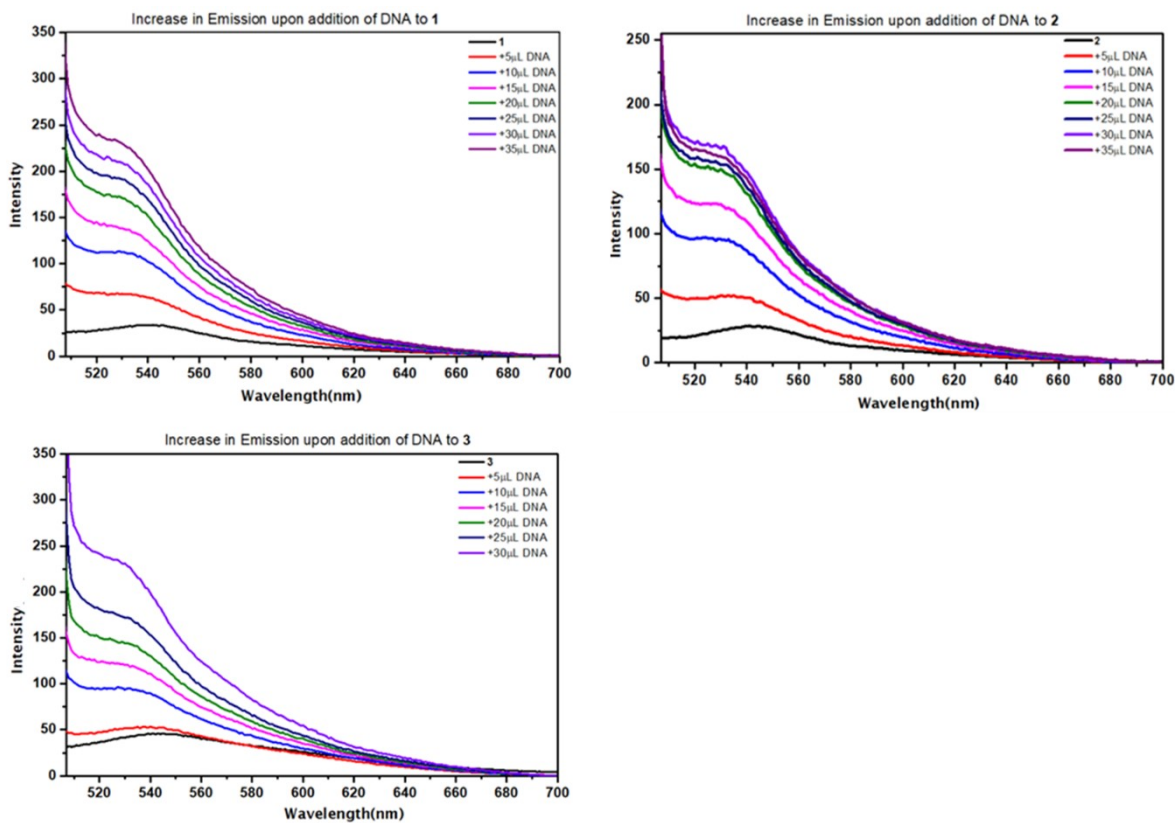 Increase in Emission upon addition of DNA to 1
350
300
250
200
150
100
50
0
Intensity
1
+5μL DNA
+10μL DNA
+15μL DNA
+20μL DNA
+25μL DNA
+30μL DNA
+35μL DNA
520 540 560 580 600 620 640 660 680 700
Wavelength(nm)
Increase in Emission upon addition of DNA to 2
250
200
150
100
50
0
Intensity
2
+5μL DNA
+10μL DNA
+15μL DNA
+20μL DNA
+25μL DNA
+30μL DNA
+35μL DNA
520 540 560 580 600 620 640 660 680 700
Wavelength(nm)
Increase in Emission upon addition of DNA to 3
350
300
250
200
150
100
50
0
Intensity
3
+5μL DNA
+10μL DNA
+15μL DNA
+20μL DNA
+25μL DNA
+30μL DNA
520 540 560 580 600 620 640 660 680 700
Wavelength(nm)